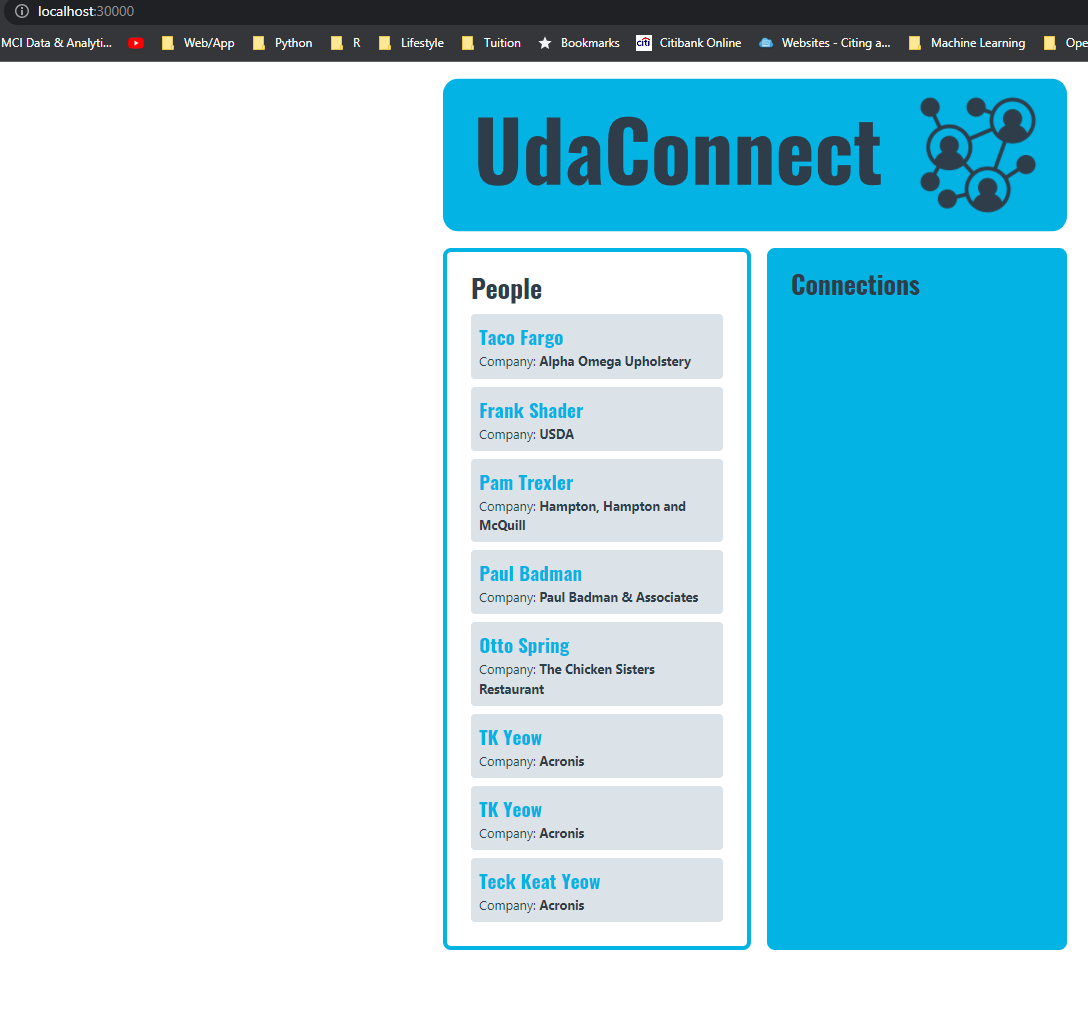 localhost:30000
MCI Data & Analyti...
Web/App
Python
R
Lifestyle
Tuition
Bookmarks
citi Citibank Online
Websites - Citing a...
Machine Learning
Ope
UdaConnect
People
Taco Fargo
Company: Alpha Omega Upholstery
Frank Shader
Company: USDA
Pam Trexler
Company: Hampton, Hampton and
McQuill
Paul Badman
Company: Paul Badman & Associates
Otto Spring
Company: The Chicken Sisters
Restaurant
TK Yeow
Company: Acronis
TK Yeow
Company: Acronis
Teck Keat Yeow
Company: Acronis
Connections